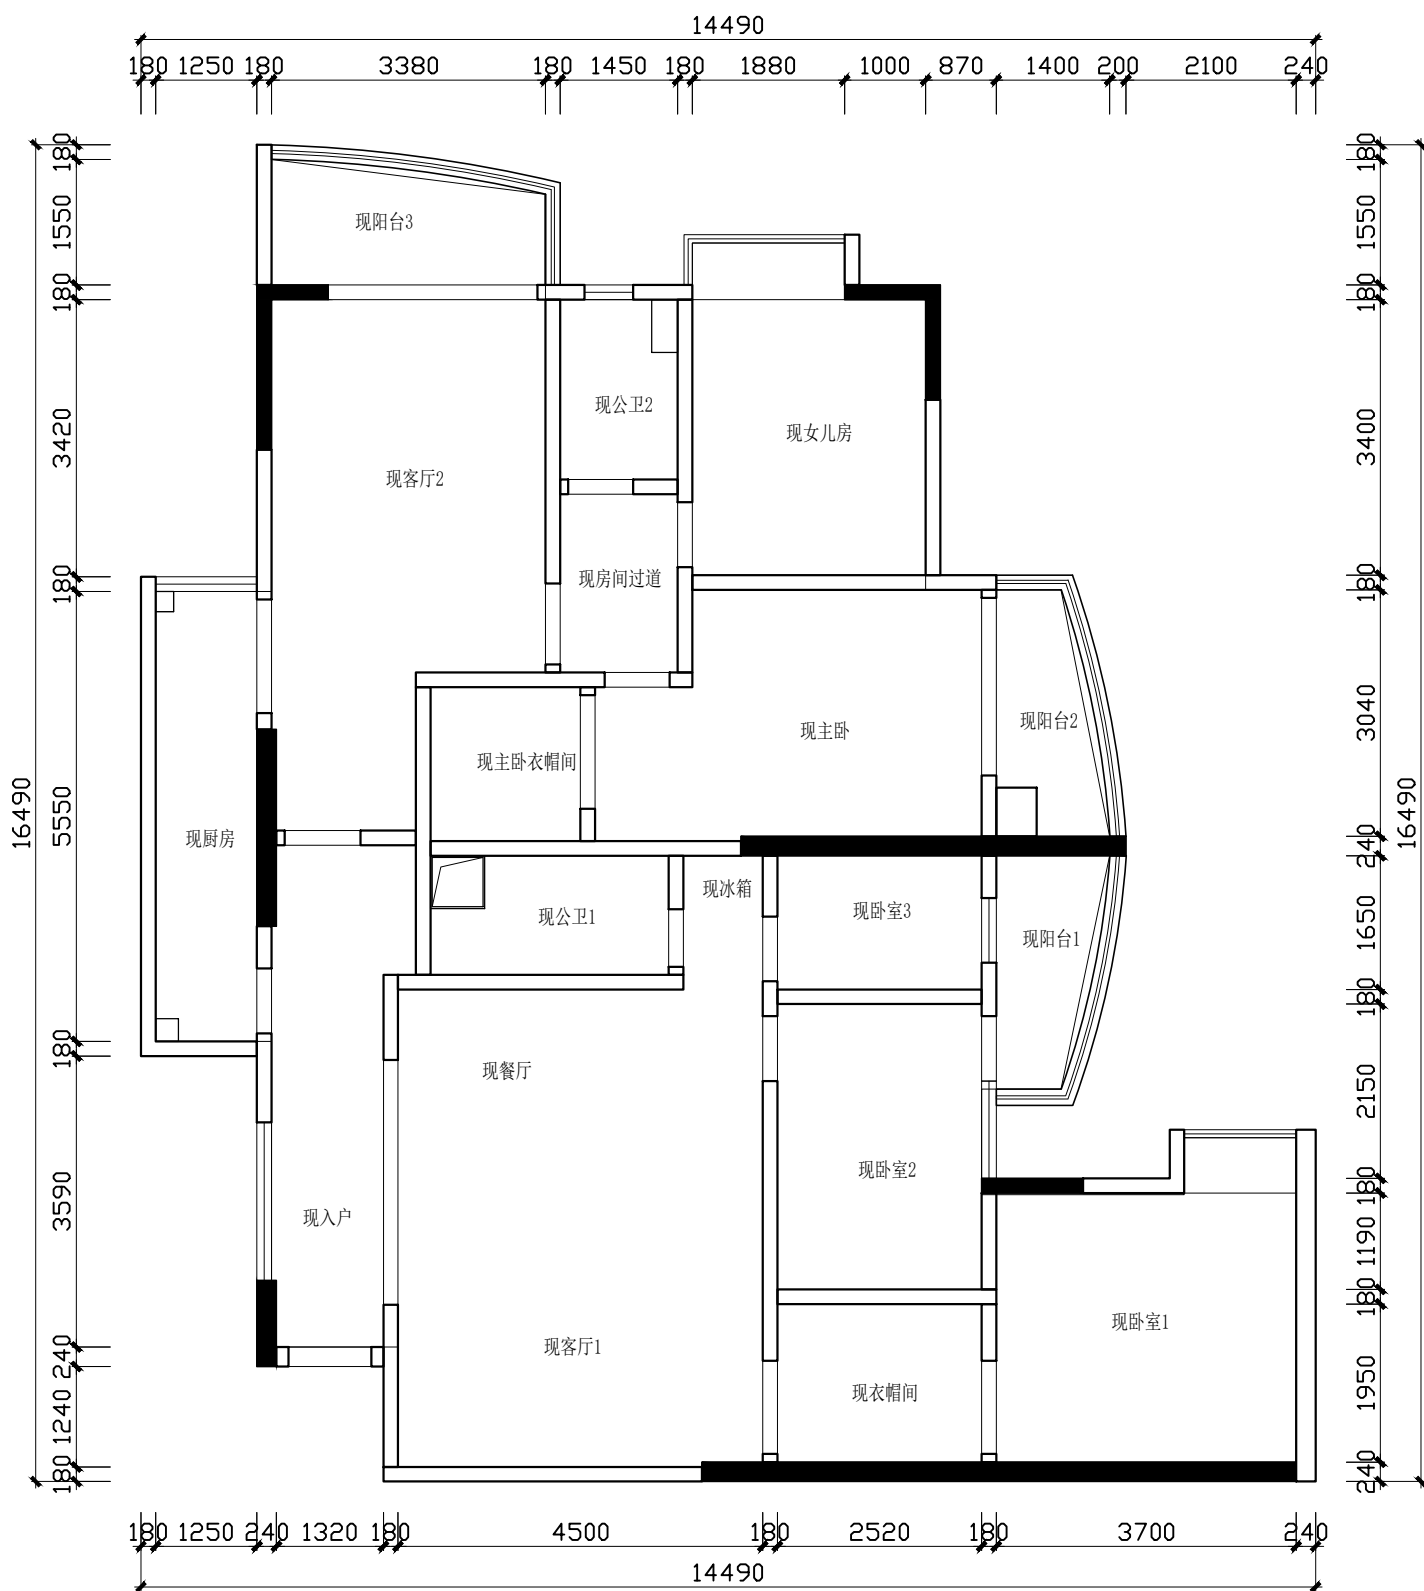 14490
180 1250 180 3380 180 1450 180 1880 1000 870 1400 200 2100 240
180
1550
180
3420
180
5550
180
3590
240
1240
180
16490
现阳台3
现公卫2
现女儿房
现客厅2
现房间过道
现阳台2
现主卧
现主卧衣帽间
现厨房
现冰箱
现卧室3
现公卫1
现阳台1
现餐厅
现卧室2
现入户
现卧室1
现客厅1
现衣帽间
180
1550
180
3400
180
3040
240
1650
180
2150
180
1190
180
1950
240
16490
180 1250 240 1320 180 4500 180 2520 180 3700 240
14490